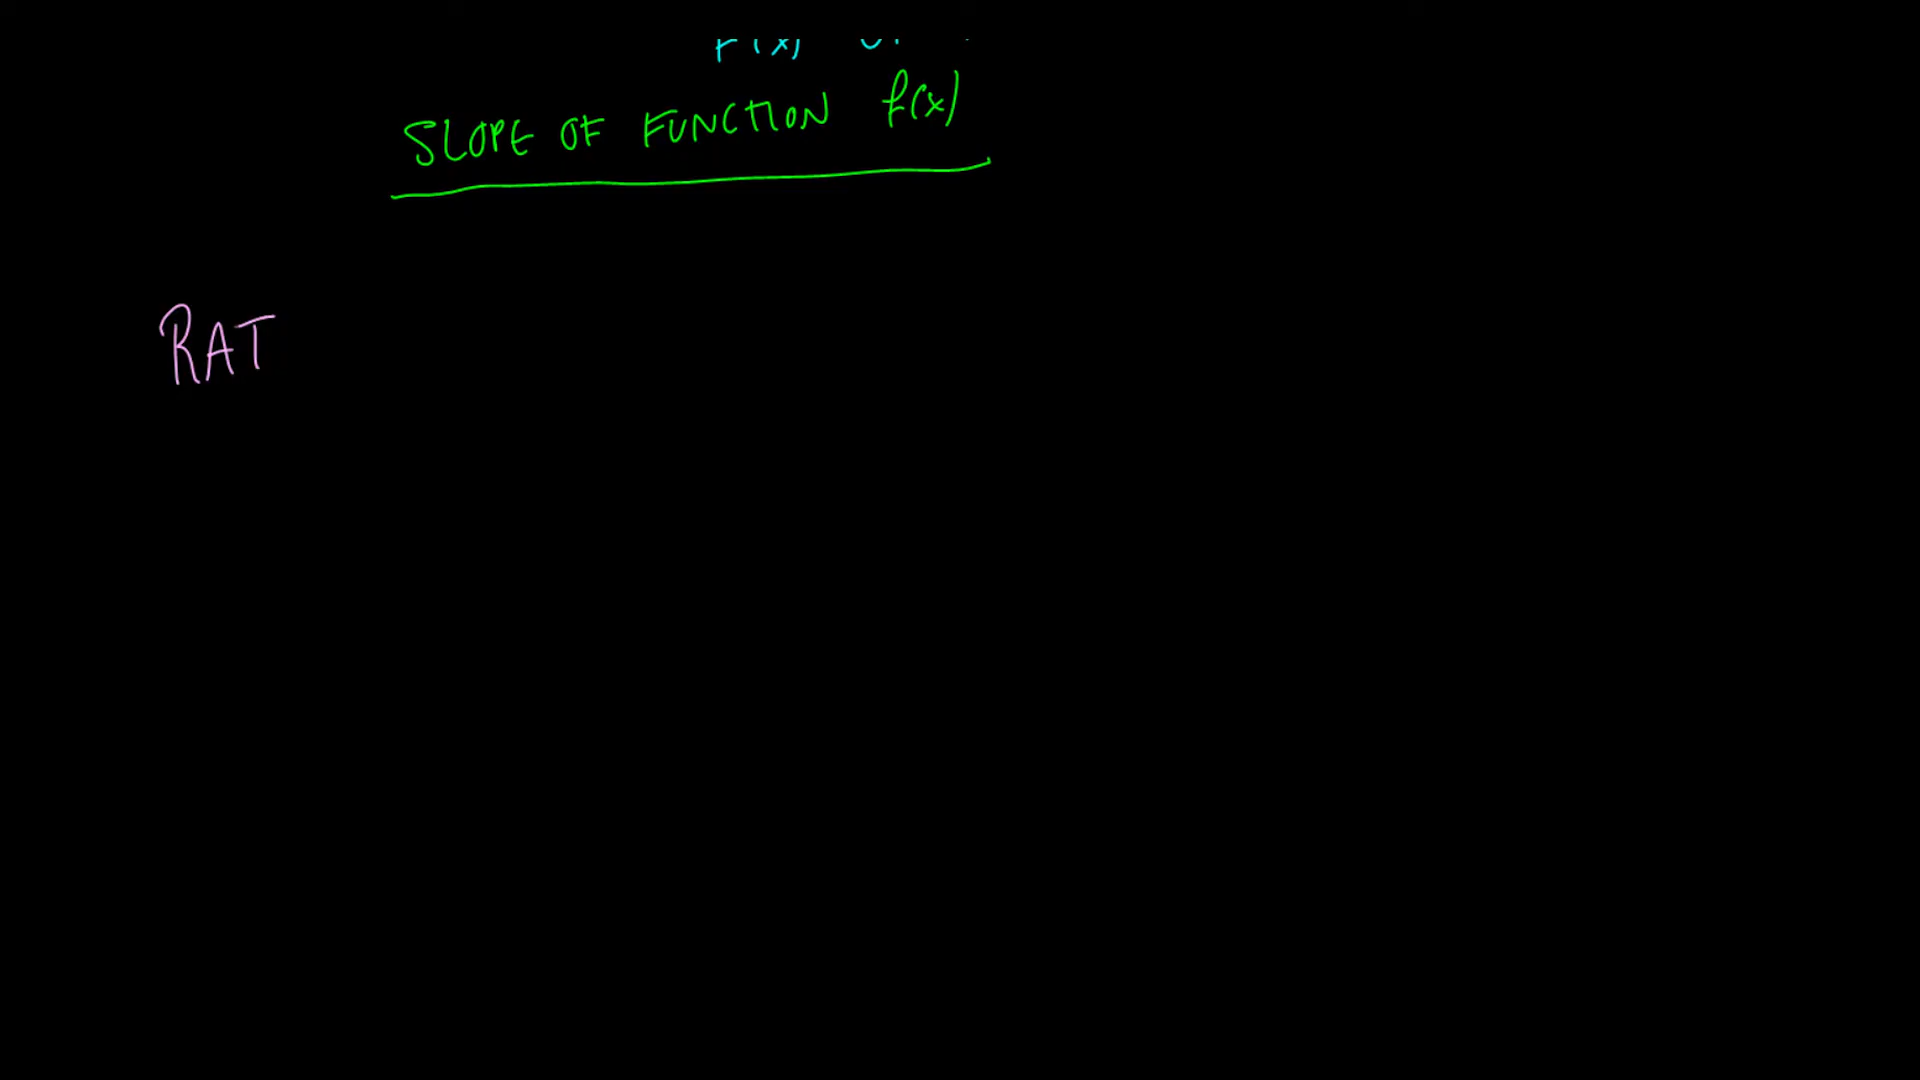 SLOPE OF FUNCTION f(x)
RAT